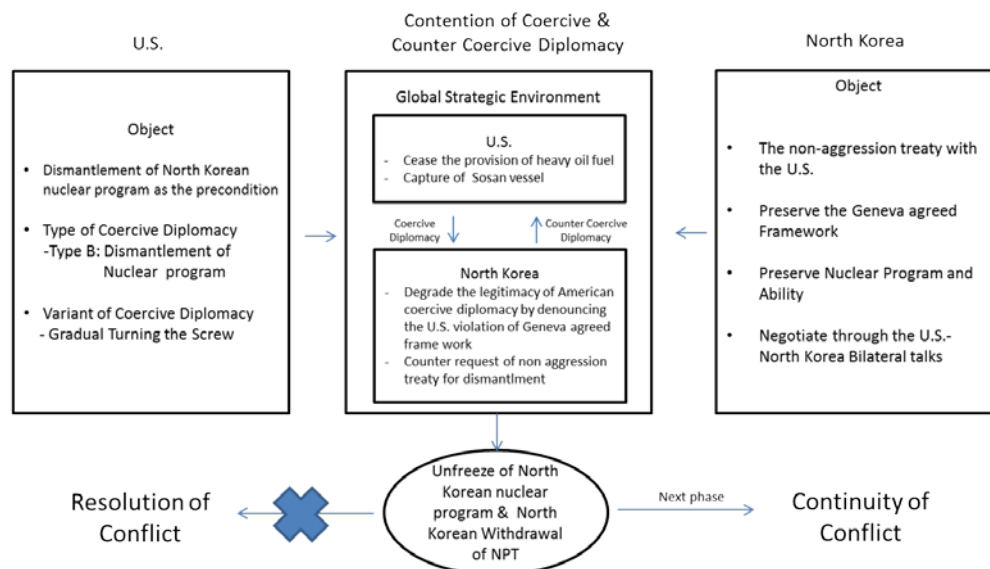 U.S.
Contention of Coercive &
Counter Coercive Diplomacy
North Korea
Object
• Dismantlement of North Korean
nuclear program as the precondition
• Type of Coercive Diplomacy
-Type B: Dismantlement of
Nuclear program
• Variant of Coercive Diplomacy
- Gradual Turning the Screw
Global Strategic Environment
U.S.
- Cease the provision of heavy oil fuel
- Capture of Sosan vessel
Coercive
Diplomacy
Counter Coercive
Diplomacy
North Korea
- Degrade the legitimacy of American
coercive diplomacy by denouncing
the U.S. violation of Geneva agreed
frame work
- Counter request of non aggression
treaty for dismantlment
Object
• The non-aggression treaty with
the U.S.
• Preserve the Geneva agreed
Framework
• Preserve Nuclear Program and
Ability
• Negotiate through the U.S.-
North Korea Bilateral talks
Resolution of
Conflict
Unfreeze of North
Korean nuclear
program & North
Korean Withdrawal
of NPT
Next phase
Continuity of
Conflict